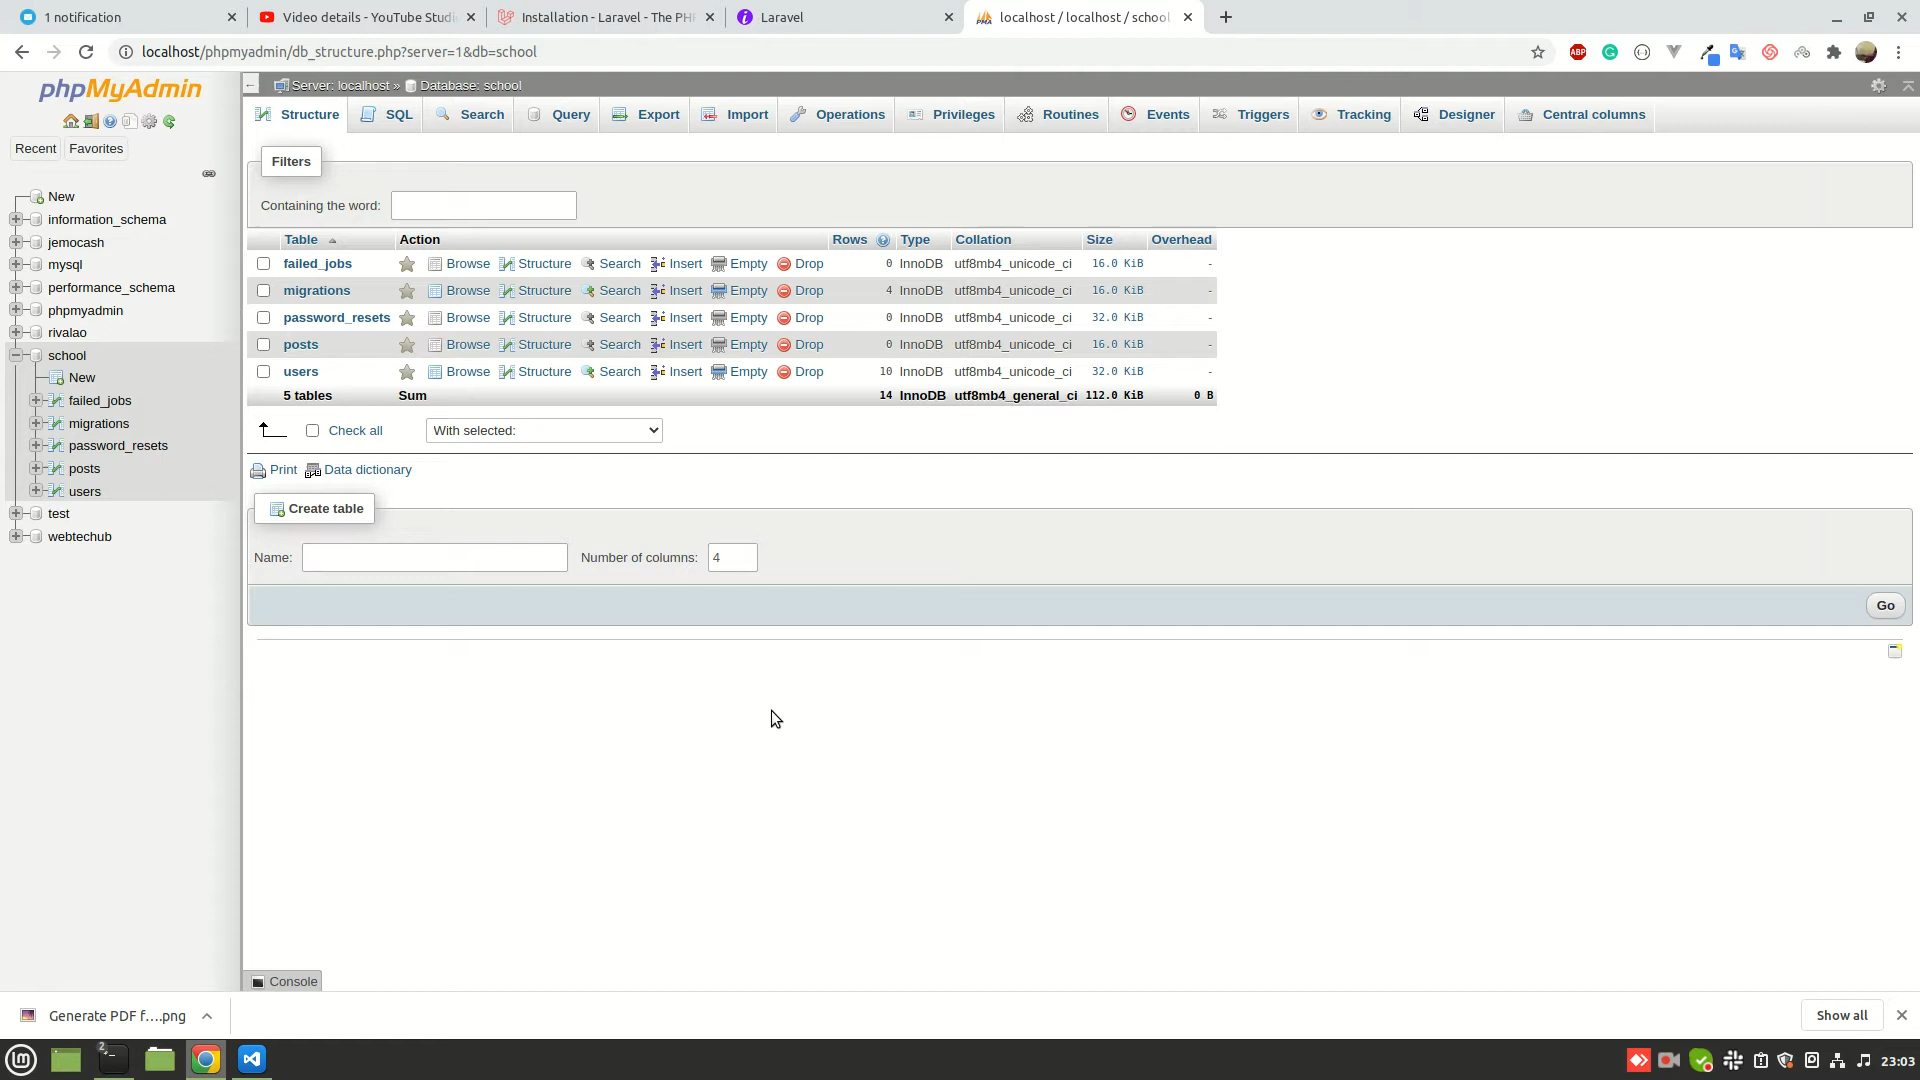 1 notification
Video details - YouTube Studi
Installation - Laravel - The PH
Laravel
localhost / localhost / school
localhost/phpmyadmin/db_structure.php?server=1&db=school
phpMyAdmin
Recent
Favorites
New
information_schema
jemocash
mysql
performance_schema
phpmyadmin
rivalao
school
New
failed_jobs
migrations
password_resets
posts
users
test
webtechub
Server: localhost » Database: school
Structure SQL Search Query Export Import Operations Privileges Routines Events Triggers Tracking Designer Central columns
Filters
Containing the word:
Table Action Rows Type Collation Size Overhead
failed_jobs Browse Structure Search Insert Empty Drop 0 InnoDB utf8mb4_unicode_ci 16.0 KiB -
migrations Browse Structure Search Insert Empty Drop 4 InnoDB utf8mb4_unicode_ci 16.0 KiB -
password_resets Browse Structure Search Insert Empty Drop 0 InnoDB utf8mb4_unicode_ci 32.0 KiB -
posts Browse Structure Search Insert Empty Drop 0 InnoDB utf8mb4_unicode_ci 16.0 KiB -
users Browse Structure Search Insert Empty Drop 10 InnoDB utf8mb4_unicode_ci 32.0 KiB -
5 tables Sum 14 InnoDB utf8mb4_general_ci 112.0 KiB 0 B
Check all With selected:
Print Data dictionary
Create table
Name: Number of columns: 4
Go
Console
Generate PDF f....png
Show all
2
23:03